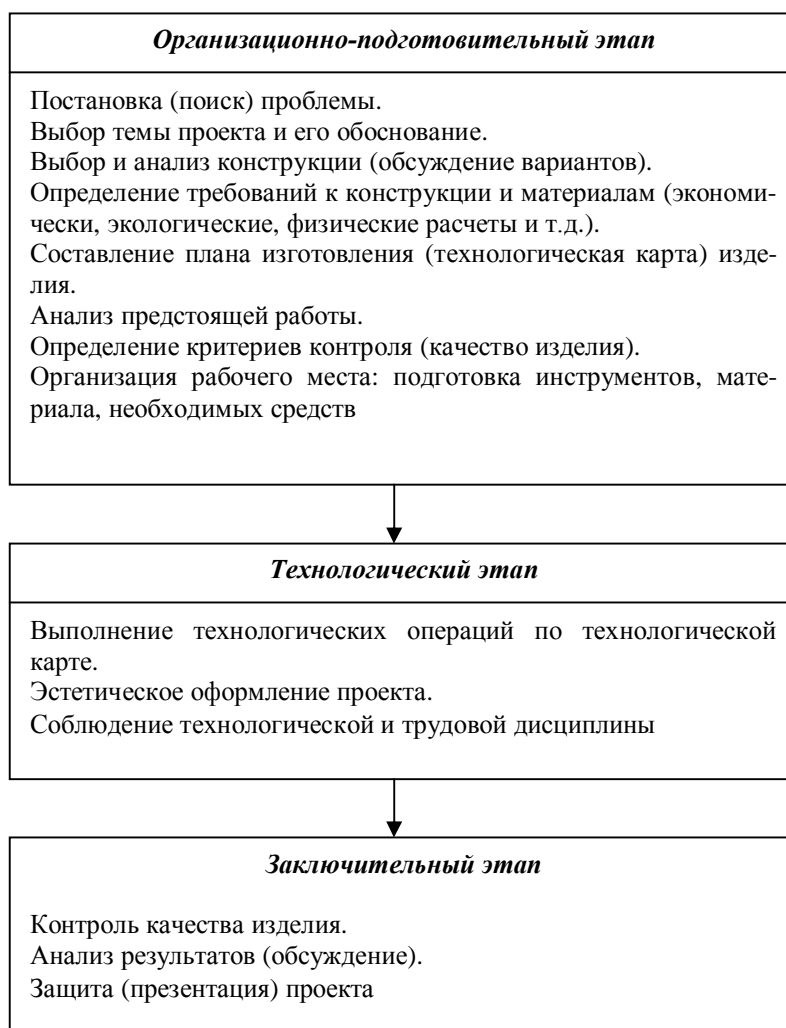 Организационно-подготовительный этап
Постановка (поиск) проблемы.
Выбор темы проекта и его обоснование.
Выбор и анализ конструкции (обсуждение вариантов).
Определение требований к конструкции и материалам (экономи-
чески, экологические, физические расчеты и т.д.).
Составление плана изготовления (технологическая карта) изде-
лия.
Анализ предстоящей работы.
Определение критериев контроля (качество изделия).
Организация рабочего места: подготовка инструментов, мате-
риала, необходимых средств
Технологический этап
Выполнение технологических операций по технологической
карте.
Эстетическое оформление проекта.
Соблюдение технологической и трудовой дисциплины
Заключительный этап
Контроль качества изделия.
Анализ результатов (обсуждение).
Защита (презентация) проекта